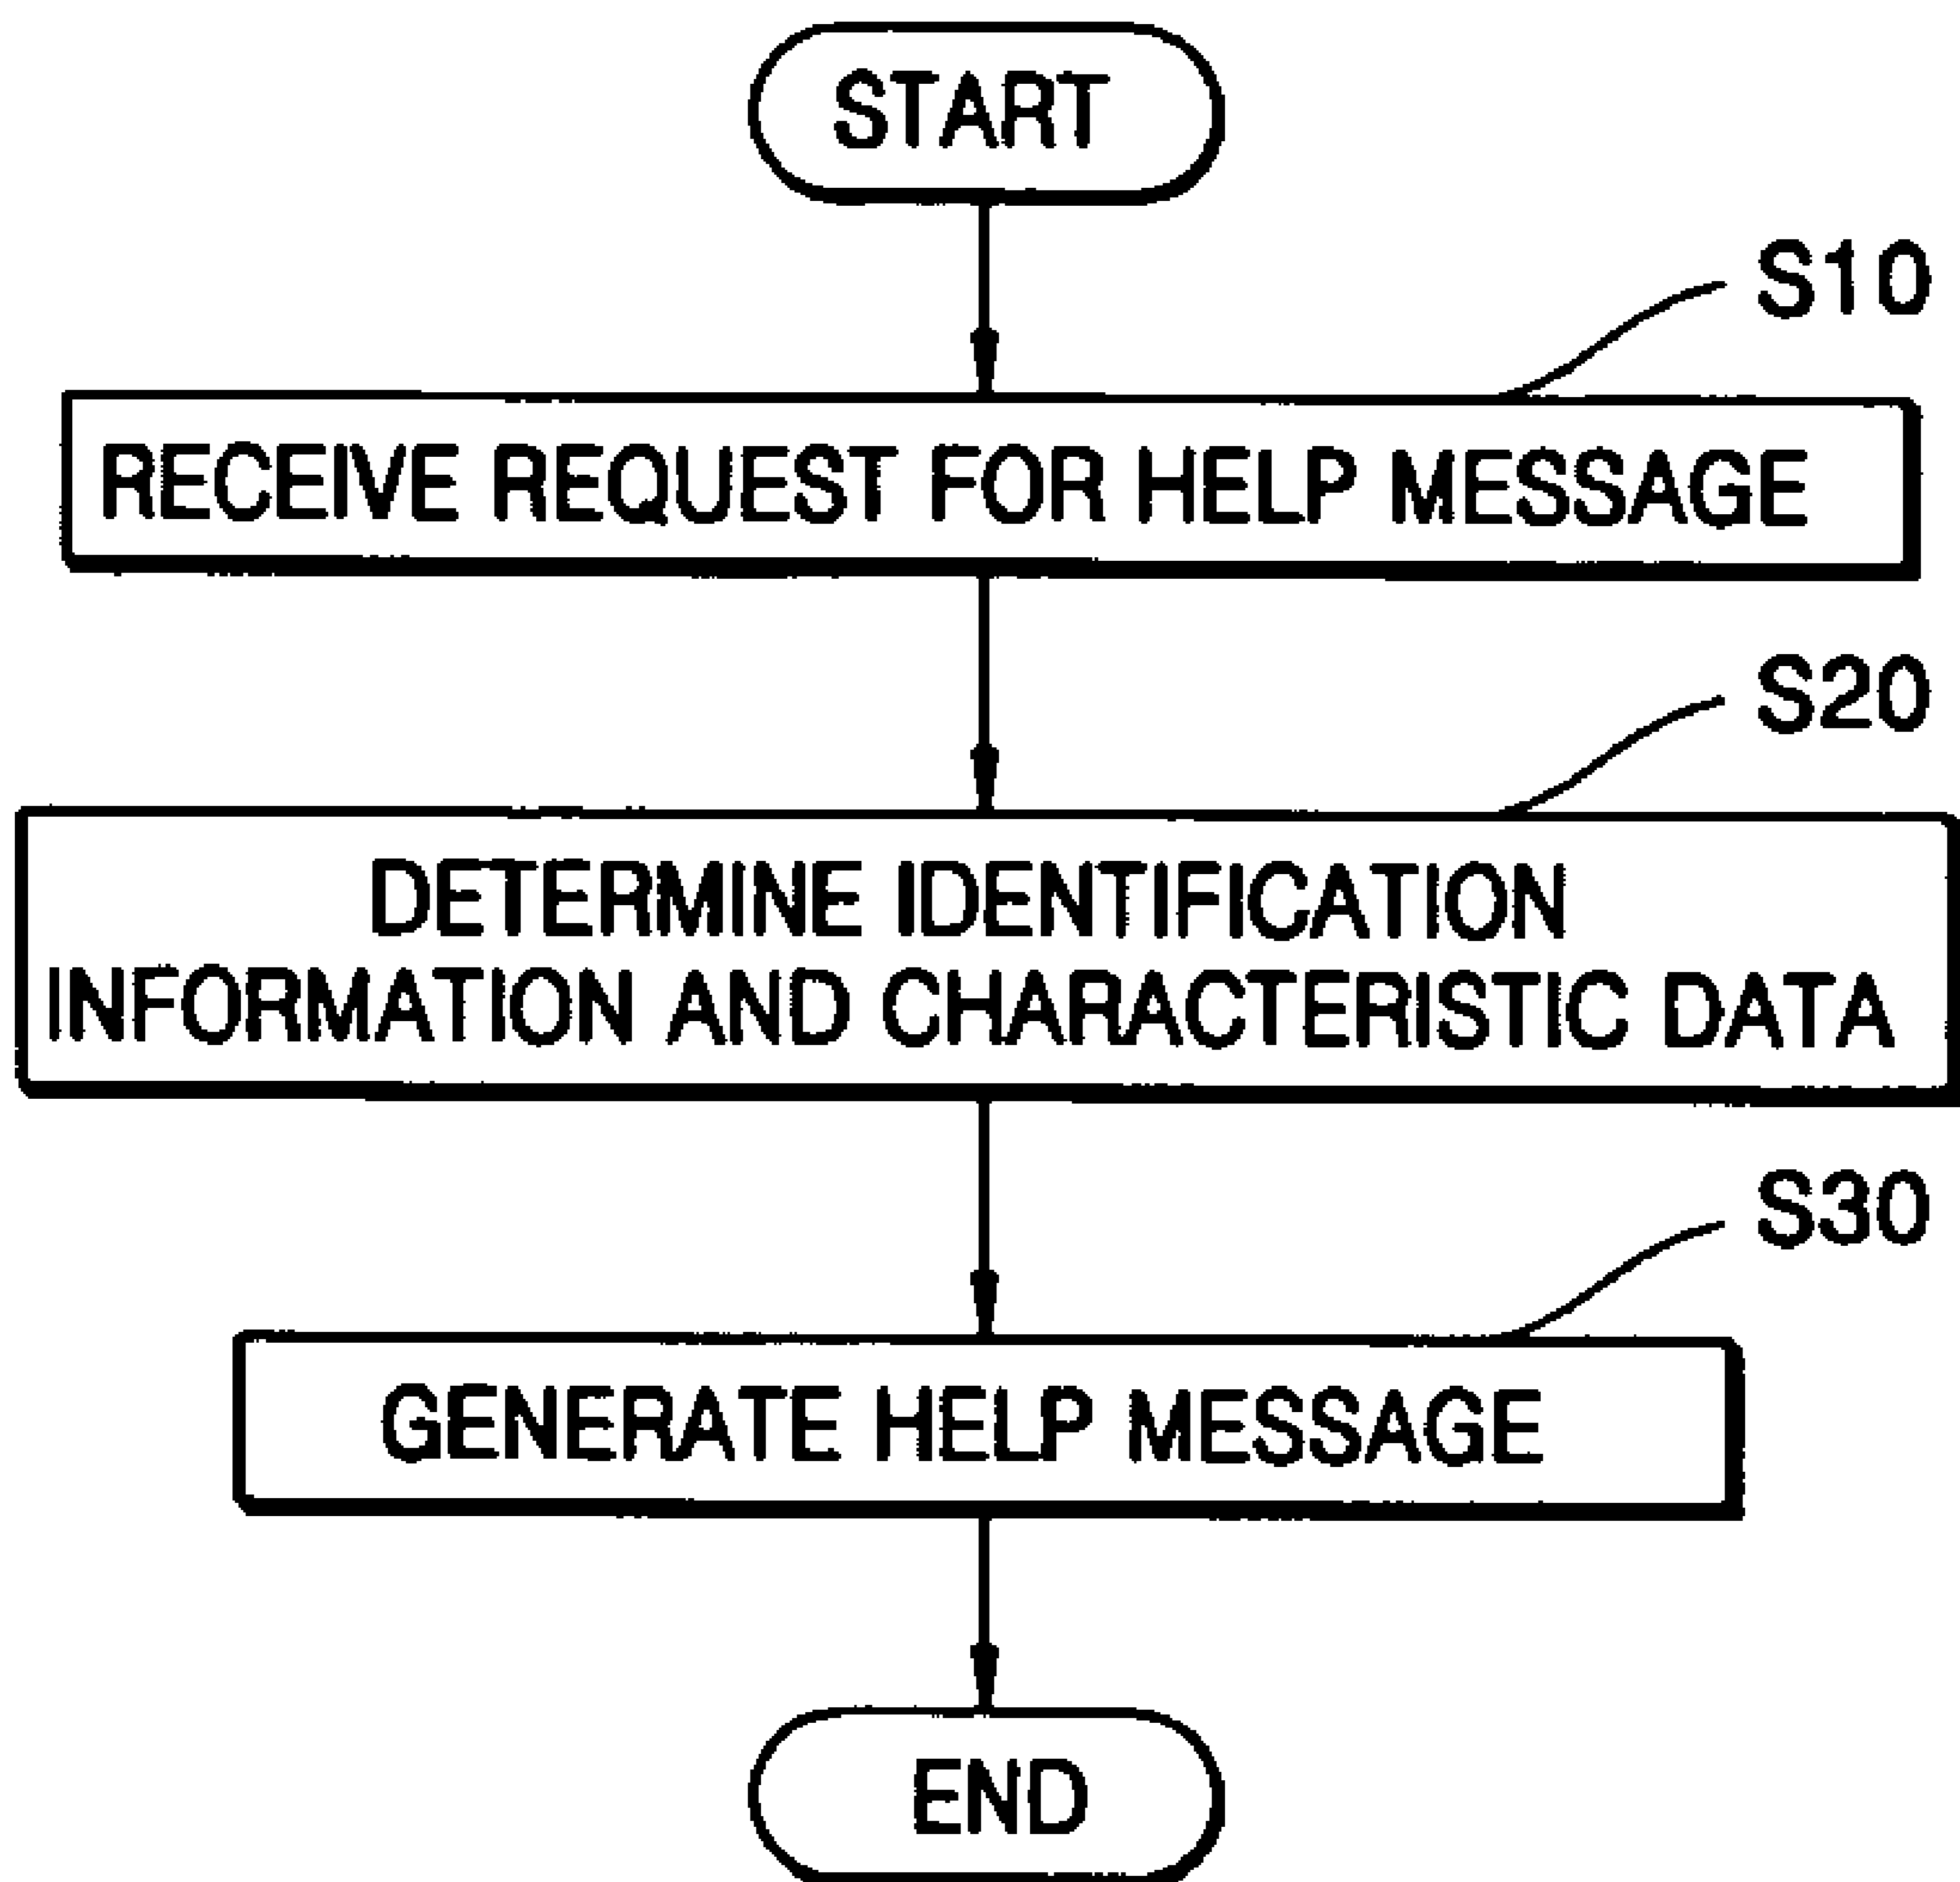 START
S10
RECEIVE REQUEST FOR HELP MESSAGE
S20
DETERMINE IDENTIFICATION
INFORMATION AND CHARACTERISTIC DATA
S30
GENERATE HELP MESSAGE
END